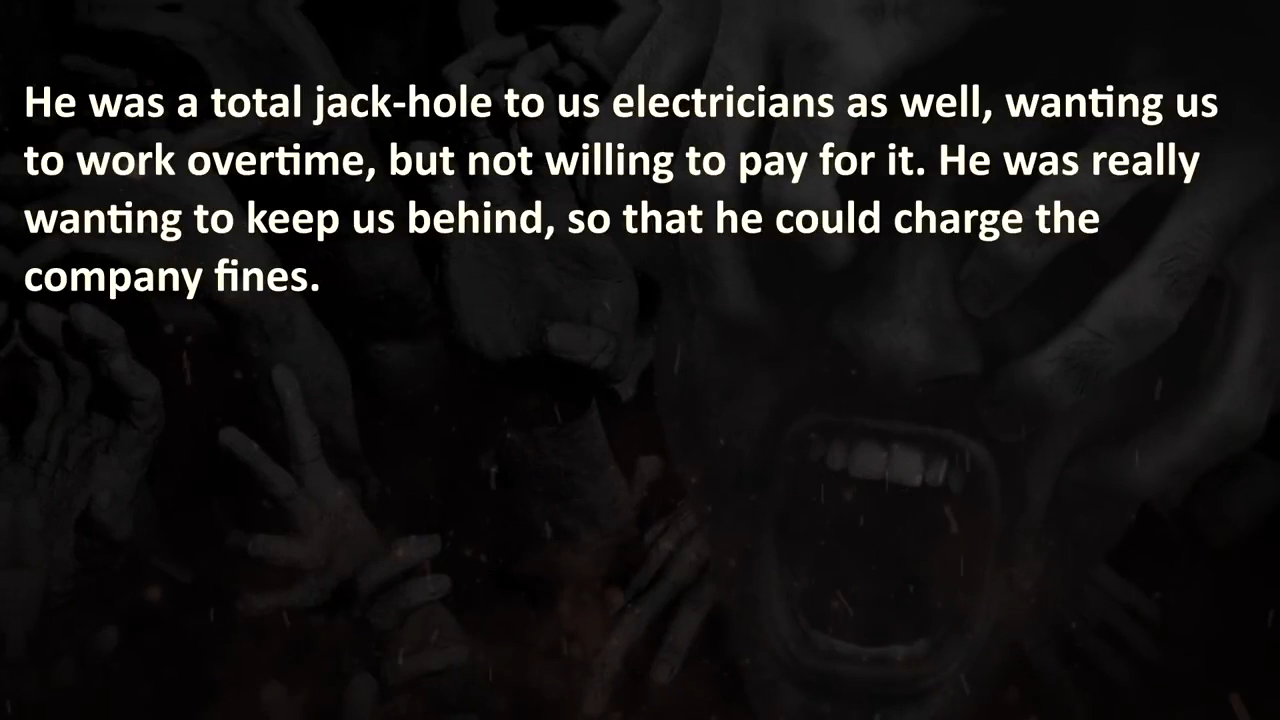 He was a total jack-hole to us electricians as well, wanting us
to work overtime, but not willing to pay for it. He was really
wanting to keep us behind, so that he could charge the
company fines.